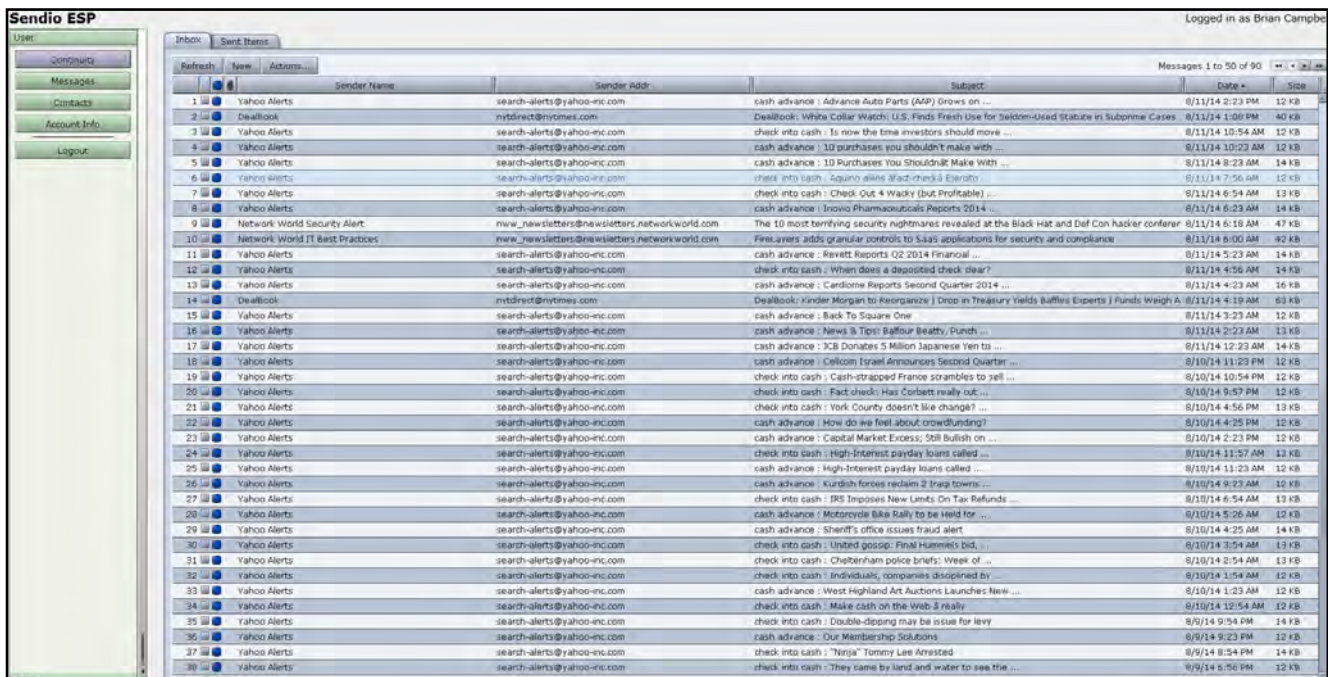 Sendio ESP
Logged in as Brian Campbe
User
Continuity
Messages
Contacts
Account Info
Logout
Inbox Sent Items
Refresh New Actions... Messages 1 to 50 of 90
Sender Name Sender Addr Subject Date Size
1 Yahoo Alerts search-alerts@yahoo-inc.com cash advance : Advance Auto Parts (AAP) Grows on ... 8/11/14 2:23 PM 12 KB
2 DealBook nytdirect@nytimes.com DealBook: White Collar Watch: U.S. Finds Fresh Use for Seldom-Used Statute in Subprime Cases 8/11/14 1:00 PM 40 KB
3 Yahoo Alerts search-alerts@yahoo-inc.com check into cash : Is now the time investors should move ... 8/11/14 10:54 AM 12 KB
4 Yahoo Alerts search-alerts@yahoo-inc.com cash advance : 10 purchases you shouldn't make with ... 8/11/14 10:23 AM 12 KB
5 Yahoo Alerts search-alerts@yahoo-inc.com cash advance : 10 Purchases You Shouldnât Make With ... 8/11/14 8:23 AM 14 KB
6 Yahoo Alerts search-alerts@yahoo-inc.com check into cash : Aquino allies 8/11/14 7:56 AM 12 KB
7 Yahoo Alerts search-alerts@yahoo-inc.com check into cash : Check Out 4 Wacky (but Profitable) ... 8/11/14 6:54 AM 13 KB
8 Yahoo Alerts search-alerts@yahoo-inc.com cash advance : Inovio Pharmaceuticals Reports 2014 ... 8/11/14 6:23 AM 14 KB
9 Network World Security Alert nww_newsletters@newsletters.networkworld.com The 10 most terrifying security nightmares revealed at the Black Hat and Def Con hacker conferer 8/11/14 6:18 AM 47 KB
10 Network World IT Best Practices nww_newsletters@newsletters.networkworld.com FireLayers adds granular controls to SaaS applications for security and compliance 8/11/14 6:00 AM 42 KB
11 Yahoo Alerts search-alerts@yahoo-inc.com cash advance : Revett Reports Q2 2014 Financial ... 8/11/14 5:23 AM 14 KB
12 Yahoo Alerts search-alerts@yahoo-inc.com check into cash : When does a deposited check clear? 8/11/14 4:56 AM 14 KB
13 Yahoo Alerts search-alerts@yahoo-inc.com cash advance : Cardiome Reports Second Quarter 2014 ... 8/11/14 4:23 AM 16 KB
14 DealBook nytdirect@nytimes.com DealBook: Kinder Morgan to Reorganize | Drop in Treasury Yields Baffles Experts | Funds Weigh A 8/11/14 4:19 AM 63 KB
15 Yahoo Alerts search-alerts@yahoo-inc.com cash advance : Back To Square One 8/11/14 3:23 AM 12 KB
16 Yahoo Alerts search-alerts@yahoo-inc.com cash advance : News & Tips: Balfour Beatty, Punch ... 8/11/14 2:23 AM 13 KB
17 Yahoo Alerts search-alerts@yahoo-inc.com cash advance : JCB Donates 5 Million Japanese Yen to ... 8/11/14 12:23 AM 14 KB
18 Yahoo Alerts search-alerts@yahoo-inc.com cash advance : Cellcom Israel Announces Second Quarter ... 8/10/14 11:23 PM 12 KB
19 Yahoo Alerts search-alerts@yahoo-inc.com check into cash : Cash-strapped France scrambles to sell ... 8/10/14 10:54 PM 12 KB
20 Yahoo Alerts search-alerts@yahoo-inc.com check into cash : Fact check: Has Corbett really cut ... 8/10/14 9:57 PM 12 KB
21 Yahoo Alerts search-alerts@yahoo-inc.com check into cash : York County doesn't like change? ... 8/10/14 4:56 PM 13 KB
22 Yahoo Alerts search-alerts@yahoo-inc.com cash advance : How do we feel about crowdfunding? 8/10/14 4:25 PM 12 KB
23 Yahoo Alerts search-alerts@yahoo-inc.com cash advance : Capital Market Excess; Still Bullish on ... 8/10/14 2:23 PM 12 KB
24 Yahoo Alerts search-alerts@yahoo-inc.com check into cash : High-Interest payday loans called ... 8/10/14 11:57 AM 13 KB
25 Yahoo Alerts search-alerts@yahoo-inc.com cash advance : High-Interest payday loans called ... 8/10/14 11:23 AM 12 KB
26 Yahoo Alerts search-alerts@yahoo-inc.com cash advance : Kurdish forces reclaim 2 Iraqi towns ... 8/10/14 9:23 AM 12 KB
27 Yahoo Alerts search-alerts@yahoo-inc.com check into cash : IRS Imposes New Limits On Tax Refunds ... 8/10/14 6:54 AM 13 KB
28 Yahoo Alerts search-alerts@yahoo-inc.com cash advance : Motorcycle Bike Rally to be Held for ... 8/10/14 5:26 AM 12 KB
29 Yahoo Alerts search-alerts@yahoo-inc.com cash advance : Sheriff's office issues fraud alert 8/10/14 4:25 AM 14 KB
30 Yahoo Alerts search-alerts@yahoo-inc.com check into cash : United gossip: Final Hummels bid, ... 8/10/14 3:54 AM 13 KB
31 Yahoo Alerts search-alerts@yahoo-inc.com check into cash : Cheltenham police briefs: Week of ... 8/10/14 2:54 AM 13 KB
32 Yahoo Alerts search-alerts@yahoo-inc.com check into cash : Individuals, companies disciplined by ... 8/10/14 1:54 AM 12 KB
33 Yahoo Alerts search-alerts@yahoo-inc.com cash advance : West Highland Art Auctions Launches New ... 8/10/14 1:23 AM 12 KB
34 Yahoo Alerts search-alerts@yahoo-inc.com check into cash : Make cash on the Web â really 8/10/14 12:54 AM 12 KB
35 Yahoo Alerts search-alerts@yahoo-inc.com check into cash : Double-dipping may be issue for levy 8/9/14 9:54 PM 14 KB
36 Yahoo Alerts search-alerts@yahoo-inc.com cash advance : Our Membership Solutions 8/9/14 9:23 PM 12 KB
37 Yahoo Alerts search-alerts@yahoo-inc.com check into cash : "Ninja" Tommy Lee Arrested 8/9/14 8:54 PM 14 KB
38 Yahoo Alerts search-alerts@yahoo-inc.com check into cash : They came by land and water to see the ... 8/9/14 6:56 PM 12 KB